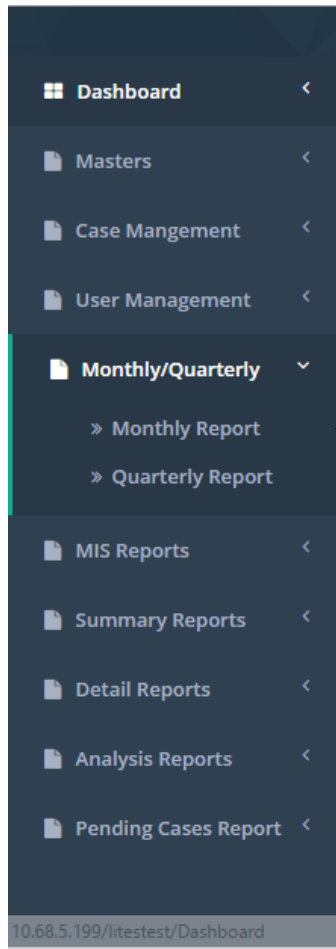 Dashboard
Masters
Case Mangement
User Management
Monthly/Quarterly
» Monthly Report
» Quarterly Report
MIS Reports
Summary Reports
Detail Reports
Analysis Reports
Pending Cases Report
10.68.5.199/litestest/Dashboard